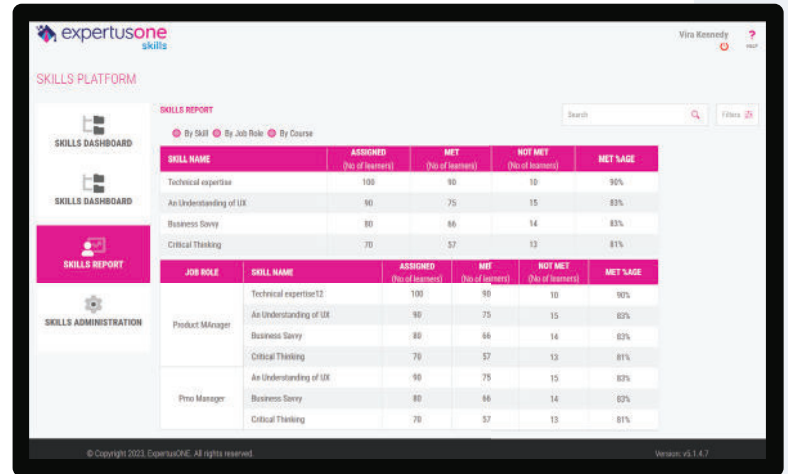 expertusone
skills
Vira Kennedy
?
HELP
SKILLS PLATFORM
SKILLS DASHBOARD
SKILLS DASHBOARD
SKILLS REPORT
SKILLS ADMINISTRATION
SKILLS REPORT
Search
Filters
By Skill By Job Role By Course
SKILL NAME ASSIGNED (No of learners) MET (No of learners) NOT MET (No of learners) MET %AGE
Technical expertise 100 90 10 90%
An Understanding of UX 90 75 15 83%
Business Savvy 80 66 14 83%
Critical Thinking 70 57 13 81%
JOB ROLE SKILL NAME ASSIGNED (No of learners) MET (No of learners) NOT MET (No of learners) MET %AGE
Product MAnager
Technical expertise12 100 90 10 90%
An Understanding of UX 90 75 15 83%
Business Savvy 80 66 14 83%
Critical Thinking 70 57 13 81%
Prno Manager
An Understanding of UX 90 75 15 83%
Business Savvy 80 66 14 83%
Critical Thinking 70 57 13 81%
© Copyright 2023, ExpertusONE. All rights reserved. Version: v5.1.4.7